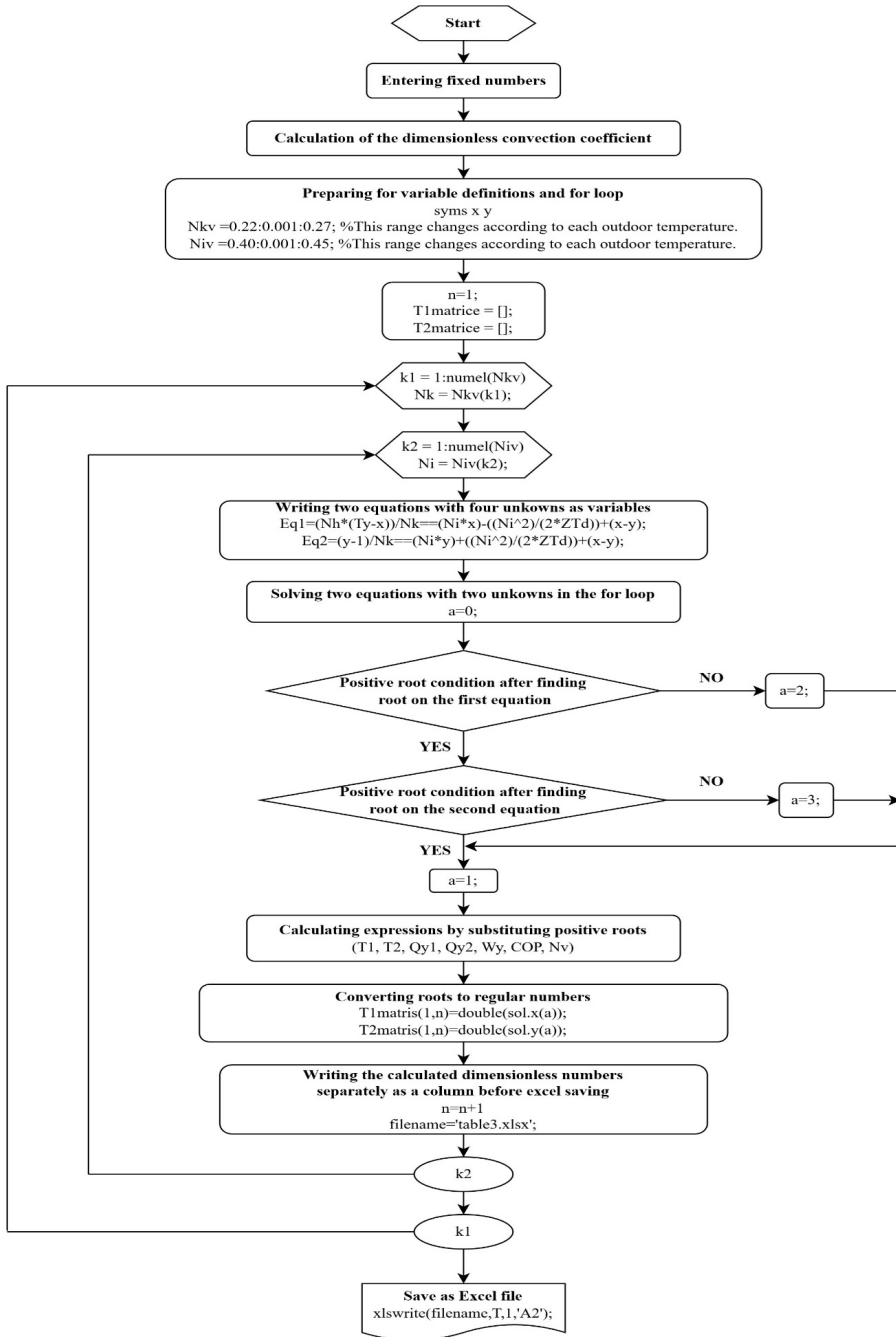 Start
Entering fixed numbers
Calculation of the dimensionless convection coefficient
Preparing for variable definitions and for loop
syms x y
Nkv =0.22:0.001:0.27; %This range changes according to each outdoor temperature.
Niv =0.40:0.001:0.45; %This range changes according to each outdoor temperature.
n=1;
T1matrice = [];
T2matrice = [];
k1 = 1:numel(Nkv)
Nk = Nkv(k1);
k2 = 1:numel(Niv)
Ni = Niv(k2);
Writing two equations with four unkowns as variables
Eq1=(Nh*(Ty-x))/Nk==(Ni*x)-((Ni^2)/(2*ZTd))+(x-y);
Eq2=(y-1)/Nk==(Ni*y)+((Ni^2)/(2*ZTd))+(x-y);
Solving two equations with two unkowns in the for loop
a=0;
Positive root condition after finding
root on the first equation
NO
a=2;
YES
Positive root condition after finding
root on the second equation
NO
a=3;
YES
a=1;
Calculating expressions by substituting positive roots
(T1, T2, Qy1, Qy2, Wy, COP, Nv)
Converting roots to regular numbers
T1matris(1,n)=double(sol.x(a));
T2matris(1,n)=double(sol.y(a));
Writing the calculated dimensionless numbers
separately as a column before excel saving
n=n+1
filename='table3.xlsx';
k2
k1
Save as Excel file
xlswrite(filename,T,1,'A2');